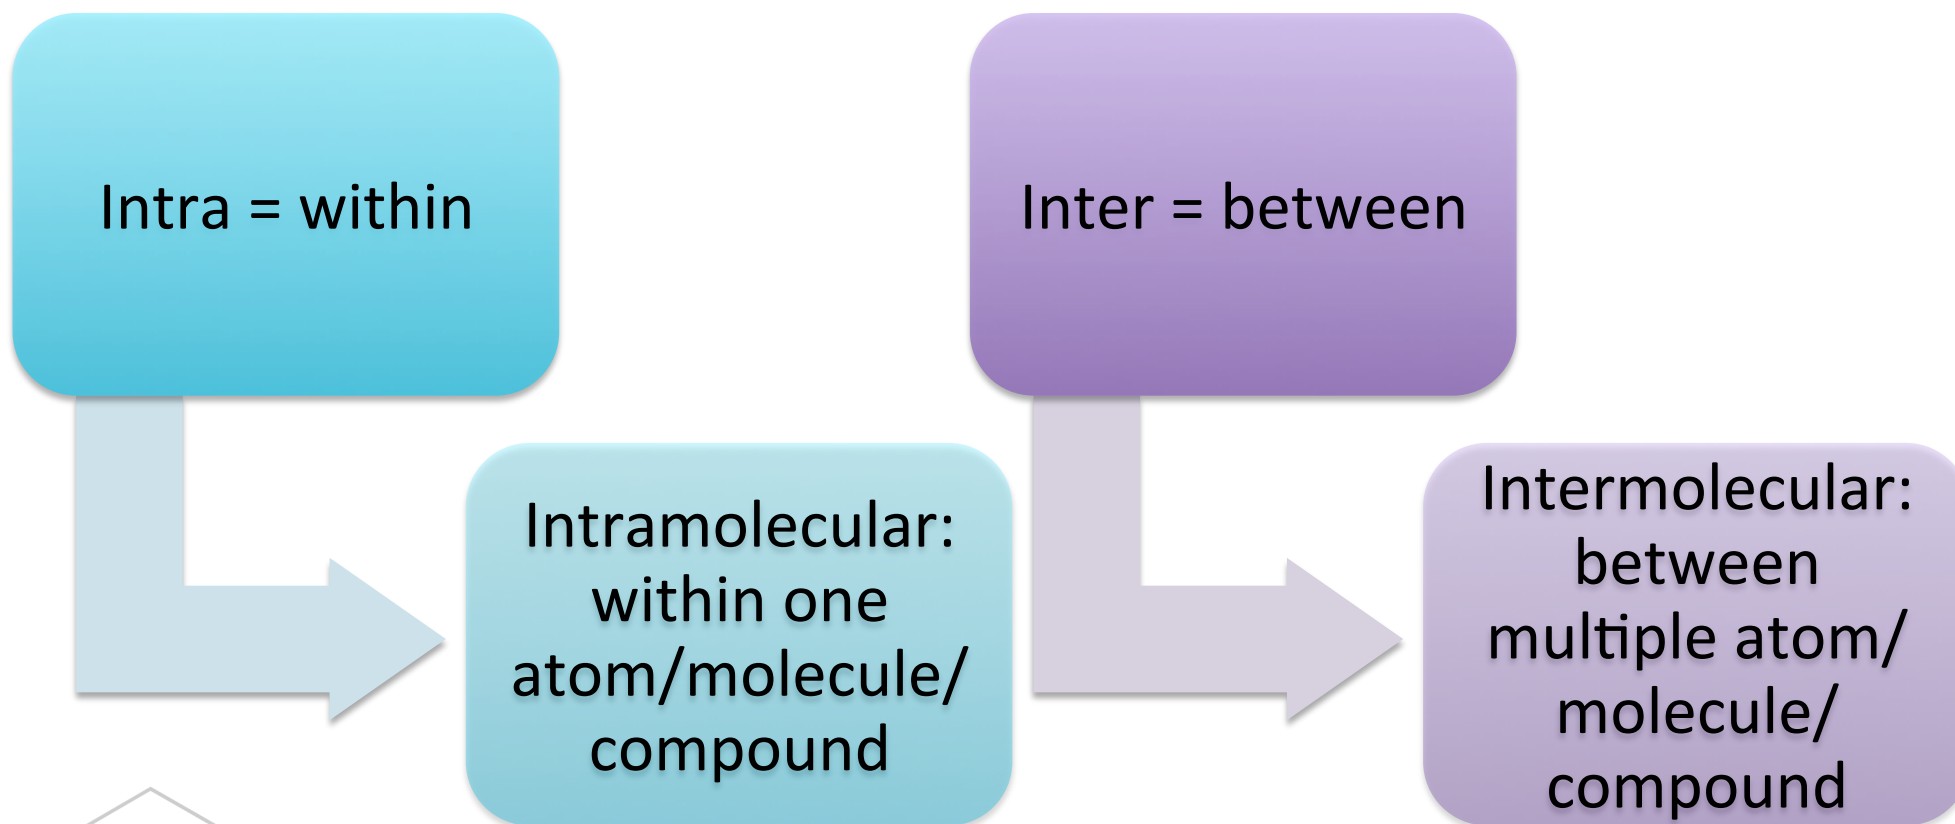 Intra = within
Inter = between
Intramolecular:
within one
atom/molecule/
compound
Intermolecular:
between
multiple atom/
molecule/
compound